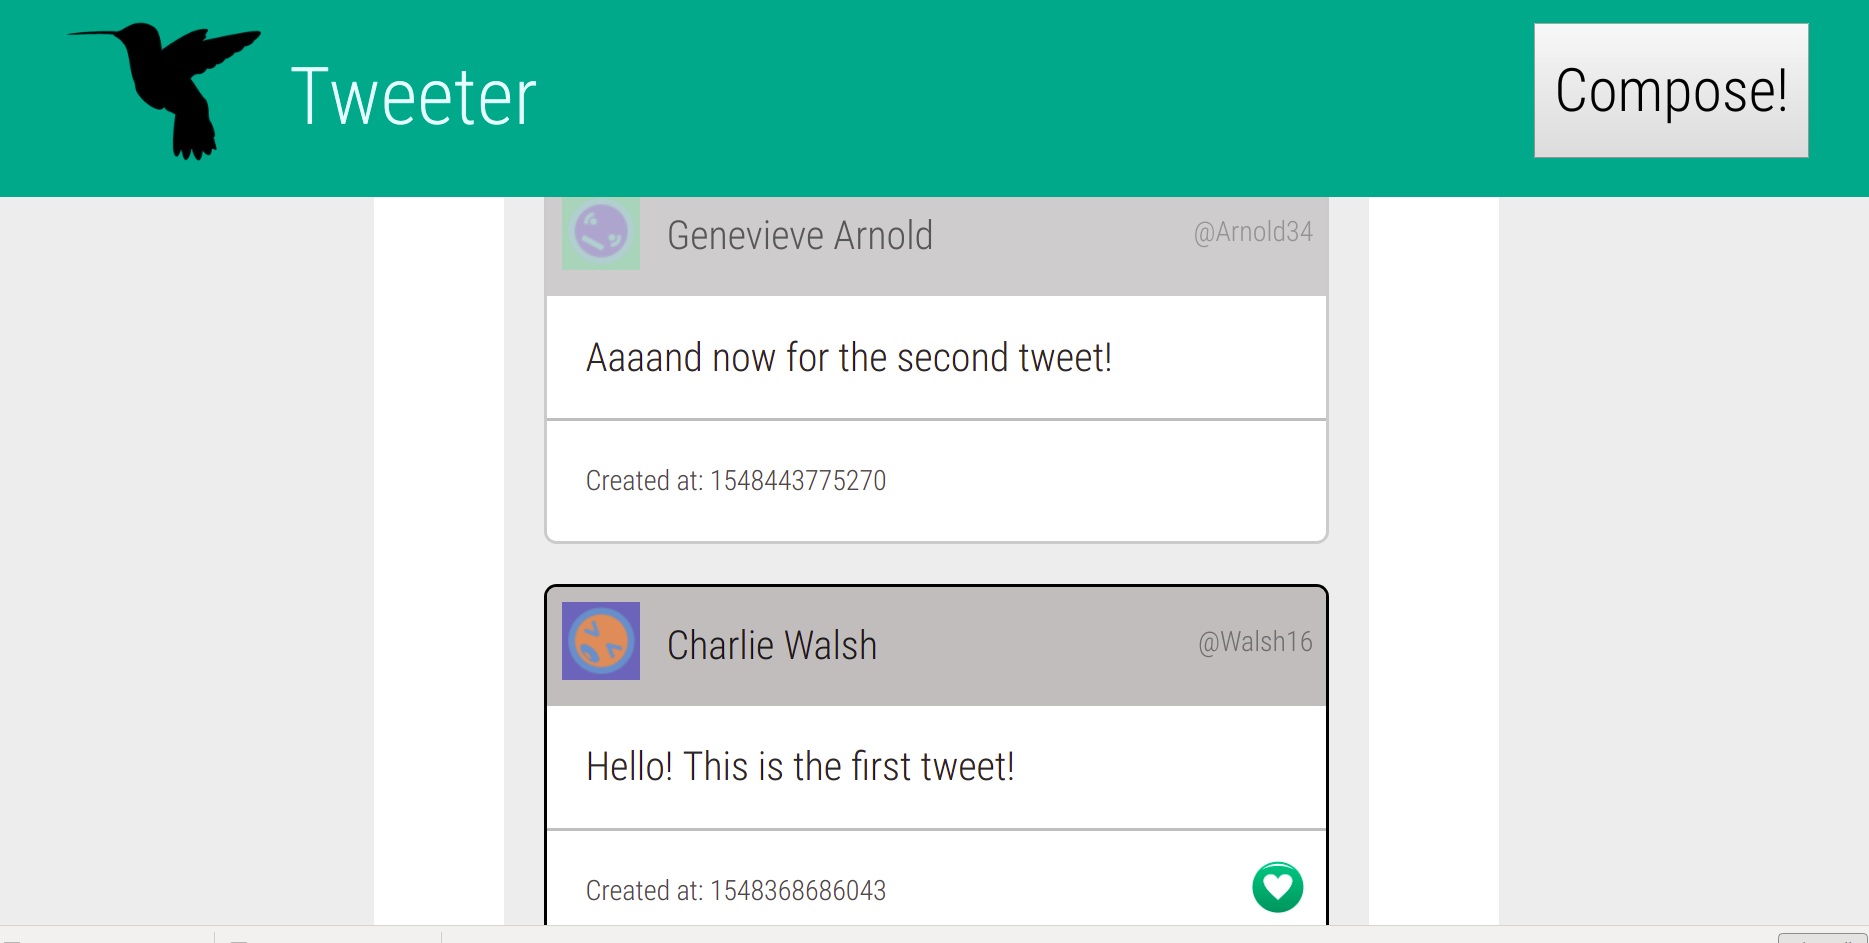 Tweeter
Compose!
Genevieve Arnold
@Arnold34
Aaaand now for the second tweet!
Created at: 1548443775270
Charlie Walsh
@Walsh16
Hello! This is the first tweet!
Created at: 1548368686043